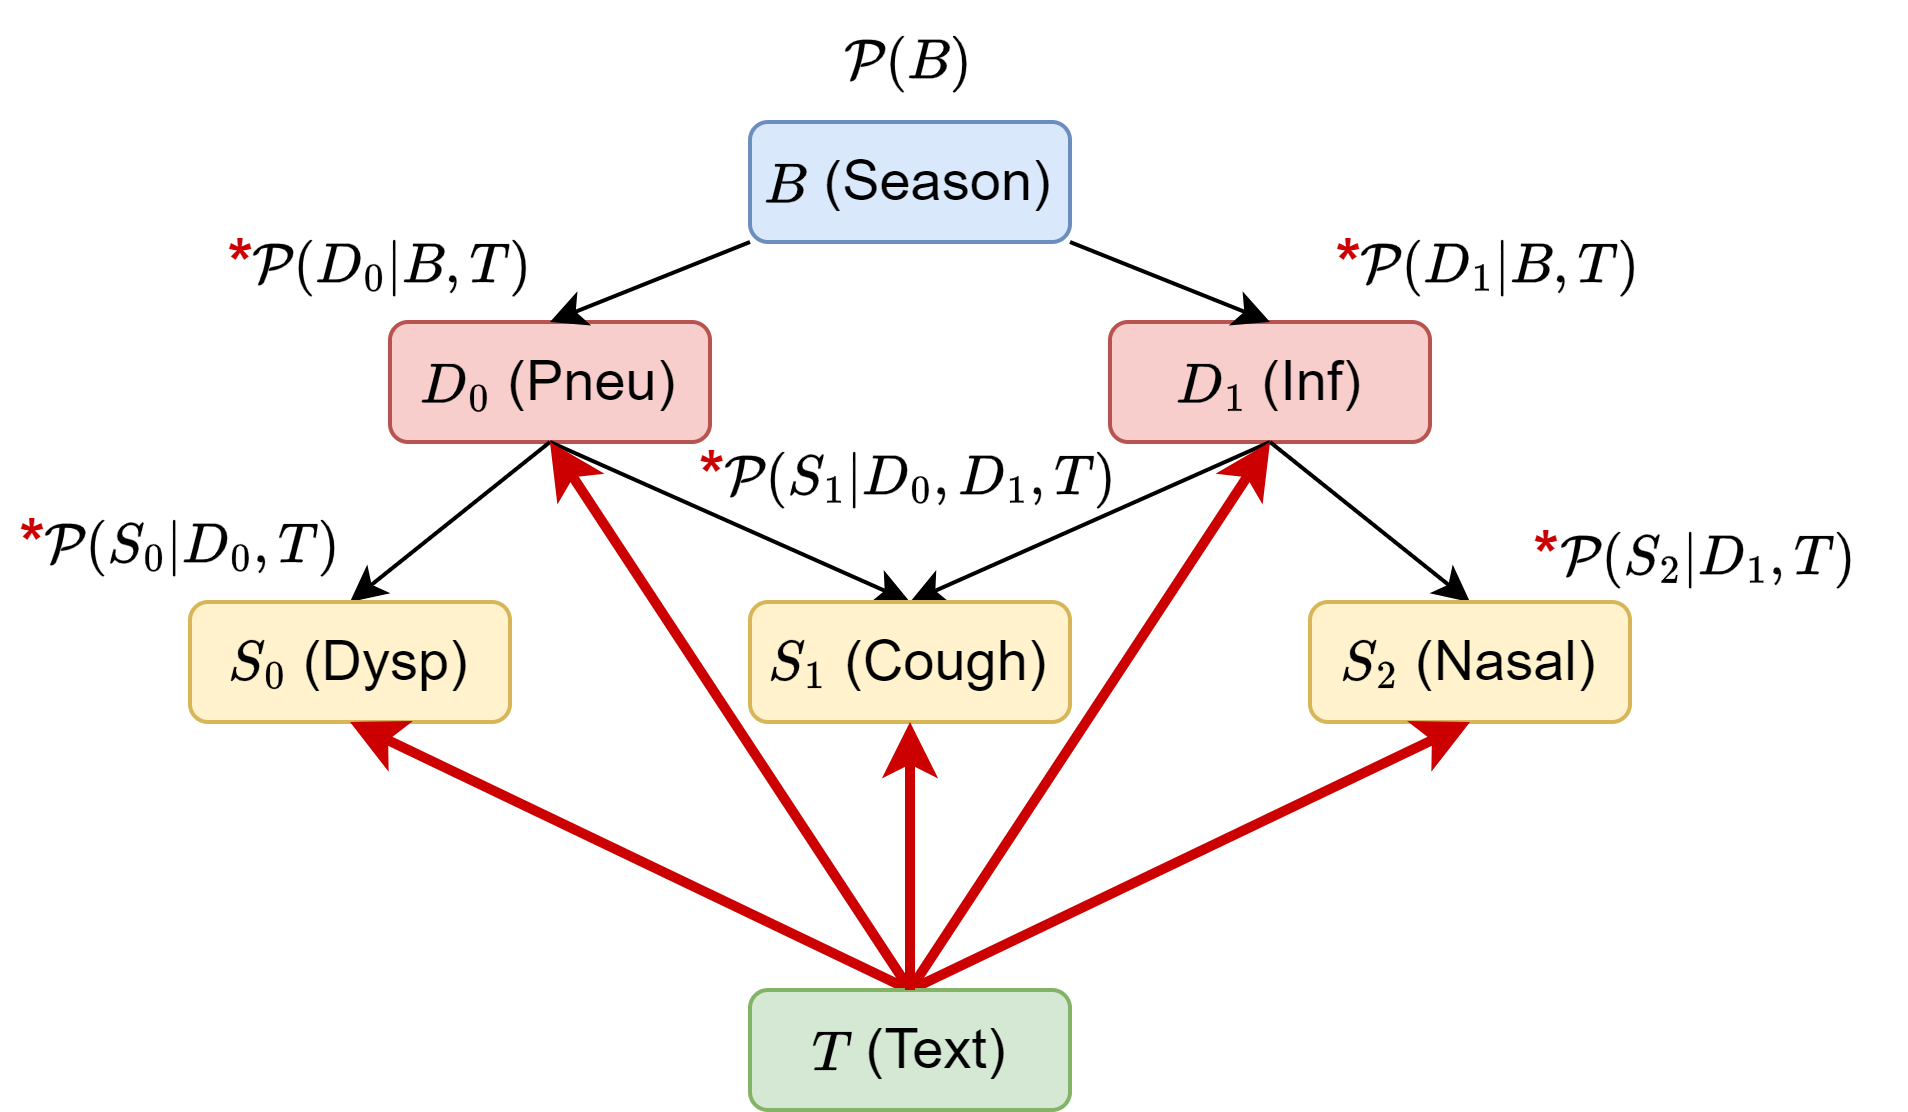 𝒫(B)
B (Season)
*𝒫(D₀|B, T)
*𝒫(D₁|B, T)
D₀ (Pneu)
D₁ (Inf)
*𝒫(S₁|D₀, D₁, T)
*𝒫(S₀|D₀, T)
*𝒫(S₂|D₁, T)
S₀ (Dysp)
S₁ (Cough)
S₂ (Nasal)
T (Text)